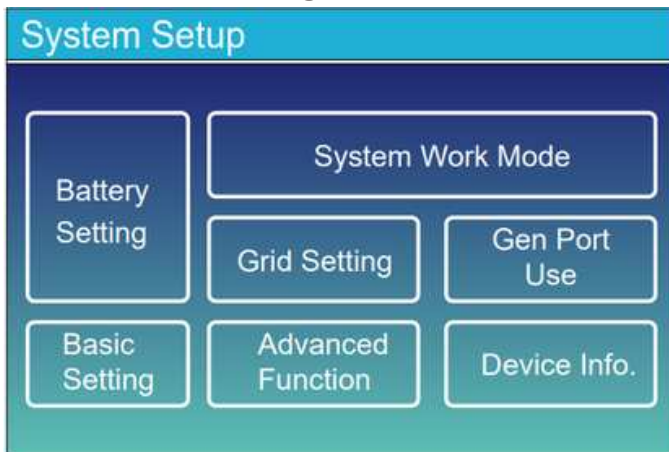 System Setup
System Work Mode
Battery
Setting
Grid Setting
Gen Port
Use
Basic
Setting
Advanced
Function
Device Info.